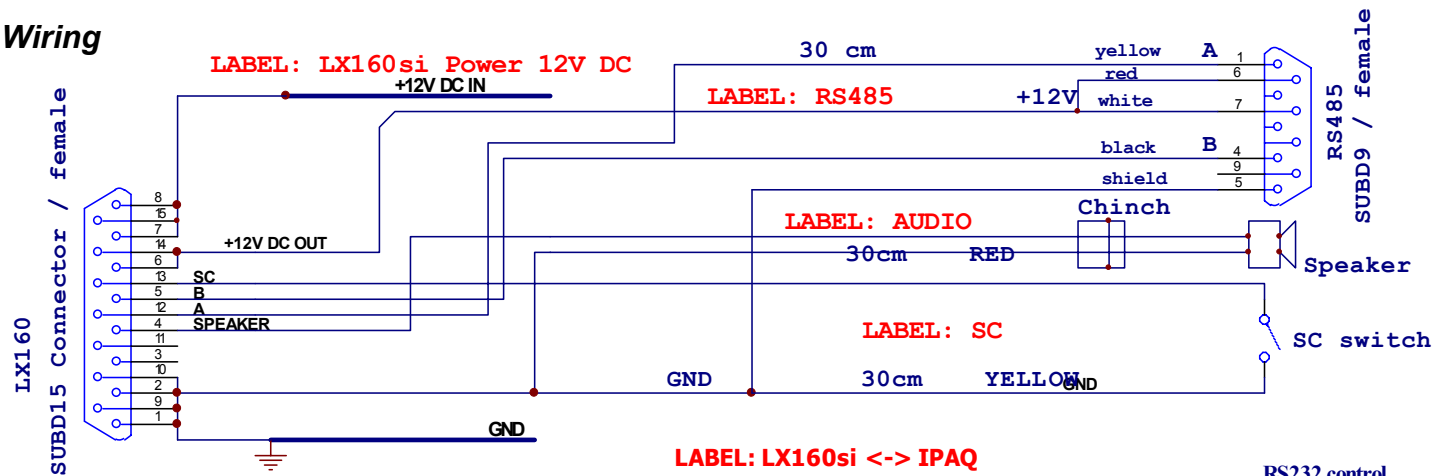 Wiring
LABEL: LX160si Power 12V DC
+12V DC IN
30 cm
yellow A
1
red
6
LABEL: RS485
+12V
white
7
black B
4
9
shield
5
RS485
SUBD9 / female
LX160
SUBD15 Connector / female
8
15
7
14
+12V DC OUT
6
13
SC
5
B
12
A
4
SPEAKER
11
3
10
2
9
1
LABEL: AUDIO
Chinch
30cm RED
Speaker
LABEL: SC
SC switch
GND 30cm YELLOW
GND
GND
LABEL: LX160si <-> IPAQ
RS232 control